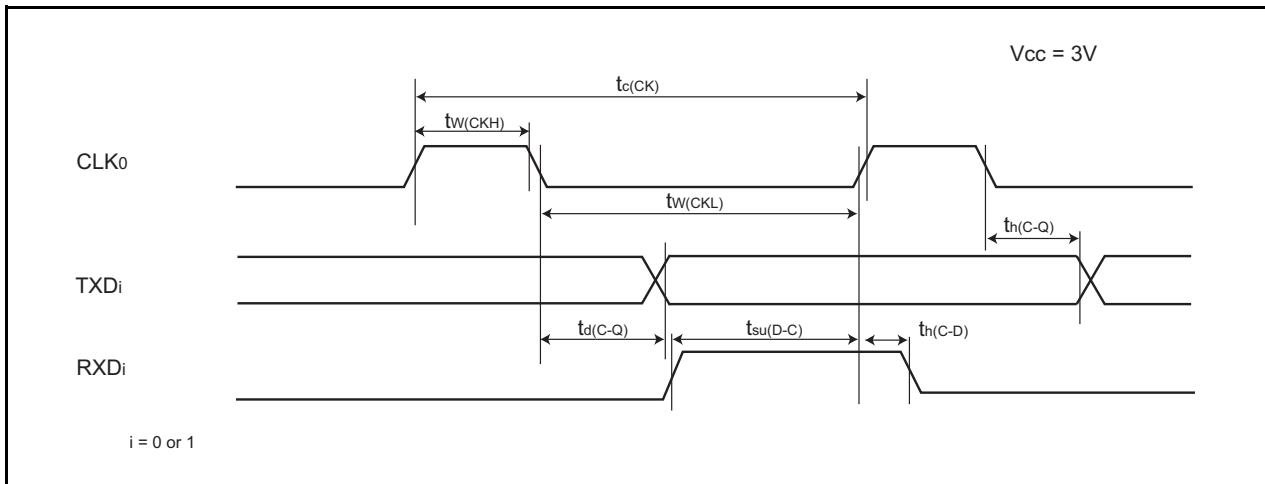 Vcc = 3V
tc(CK)
tW(CKH)
CLK0
tW(CKL)
th(C-Q)
TXDi
td(C-Q)
tsu(D-C)
th(C-D)
RXDi
i = 0 or 1